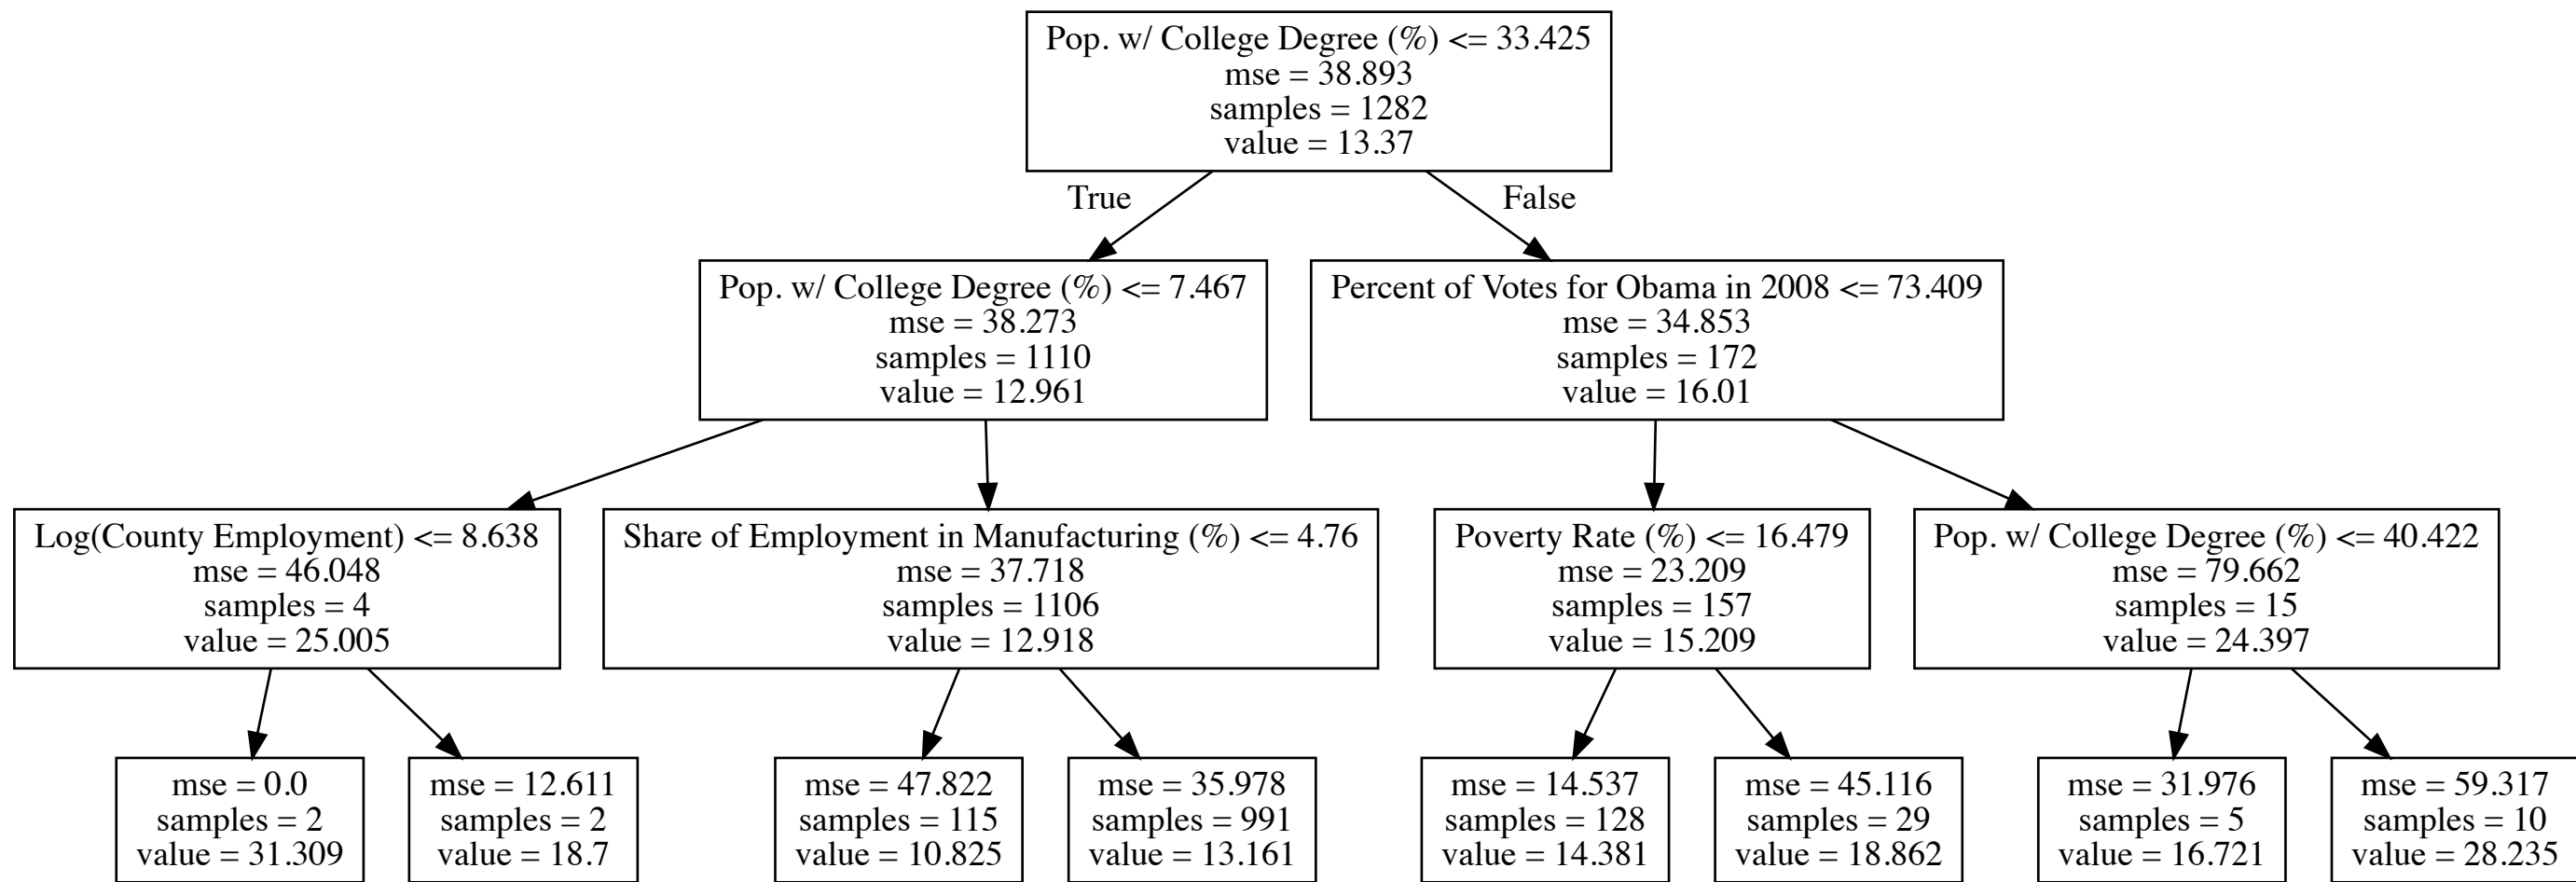 Pop. w/ College Degree (%) <= 33.425
mse = 38.893
samples = 1282
value = 13.37
True
False
Pop. w/ College Degree (%) <= 7.467
mse = 38.273
samples = 1110
value = 12.961
Percent of Votes for Obama in 2008 <= 73.409
mse = 34.853
samples = 172
value = 16.01
Log(County Employment) <= 8.638
mse = 46.048
samples = 4
value = 25.005
Share of Employment in Manufacturing (%) <= 4.76
mse = 37.718
samples = 1106
value = 12.918
Poverty Rate (%) <= 16.479
mse = 23.209
samples = 157
value = 15.209
Pop. w/ College Degree (%) <= 40.422
mse = 79.662
samples = 15
value = 24.397
mse = 0.0
samples = 2
value = 31.309
mse = 12.611
samples = 2
value = 18.7
mse = 47.822
samples = 115
value = 10.825
mse = 35.978
samples = 991
value = 13.161
mse = 14.537
samples = 128
value = 14.381
mse = 45.116
samples = 29
value = 18.862
mse = 31.976
samples = 5
value = 16.721
mse = 59.317
samples = 10
value = 28.235